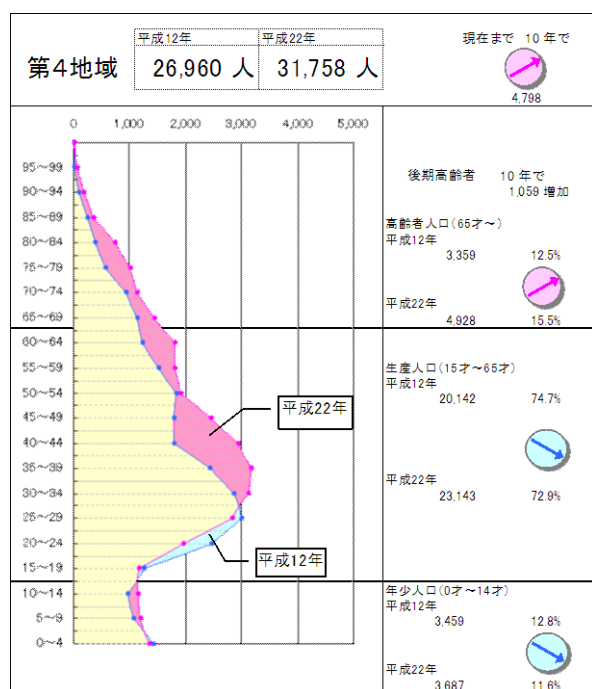 平成12年 平成22年
第4地域 26,960 人 31,758 人
現在まで 10 年で
4,798
0 1,000 2,000 3,000 4,000 5,000
95~99
90~94
85~89
80~84
75~79
70~74
65~69
60~64
55~59
50~54
45~49
40~44
35~39
30~34
25~29
20~24
15~19
10~14
5~9
0~4
平成22年
平成12年
後期高齢者 10 年で
1,059 増加
高齢者人口(65才~)
平成12年
3,359 12.5%
平成22年
4,928 15.5%
生産人口(15才~65才)
平成12年
20,142 74.7%
平成22年
23,143 72.9%
年少人口(0才~14才)
平成12年
3,459 12.8%
平成22年
3,687 11.6%